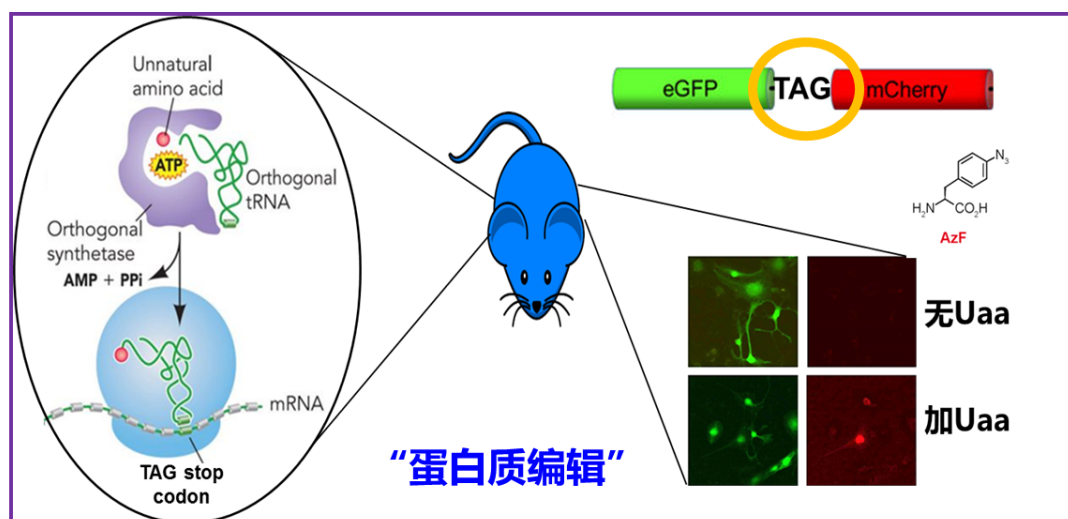 Unnatural
amino acid
ATP
Orthogonal
tRNA
Orthogonal
synthetase
AMP + PPi
mRNA
TAG stop
codon
eGFP
TAG
mCherry
N₃
H₂N
CO₂H
AzF
无Uaa
加Uaa
“蛋白质编辑”